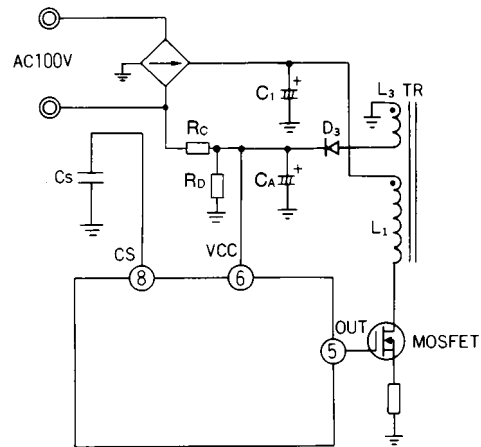 AC100V
C1
+
L3
TR
RC
D3
RD
CA
+
CS
L1
CS
VCC
8
6
OUT
5
MOSFET